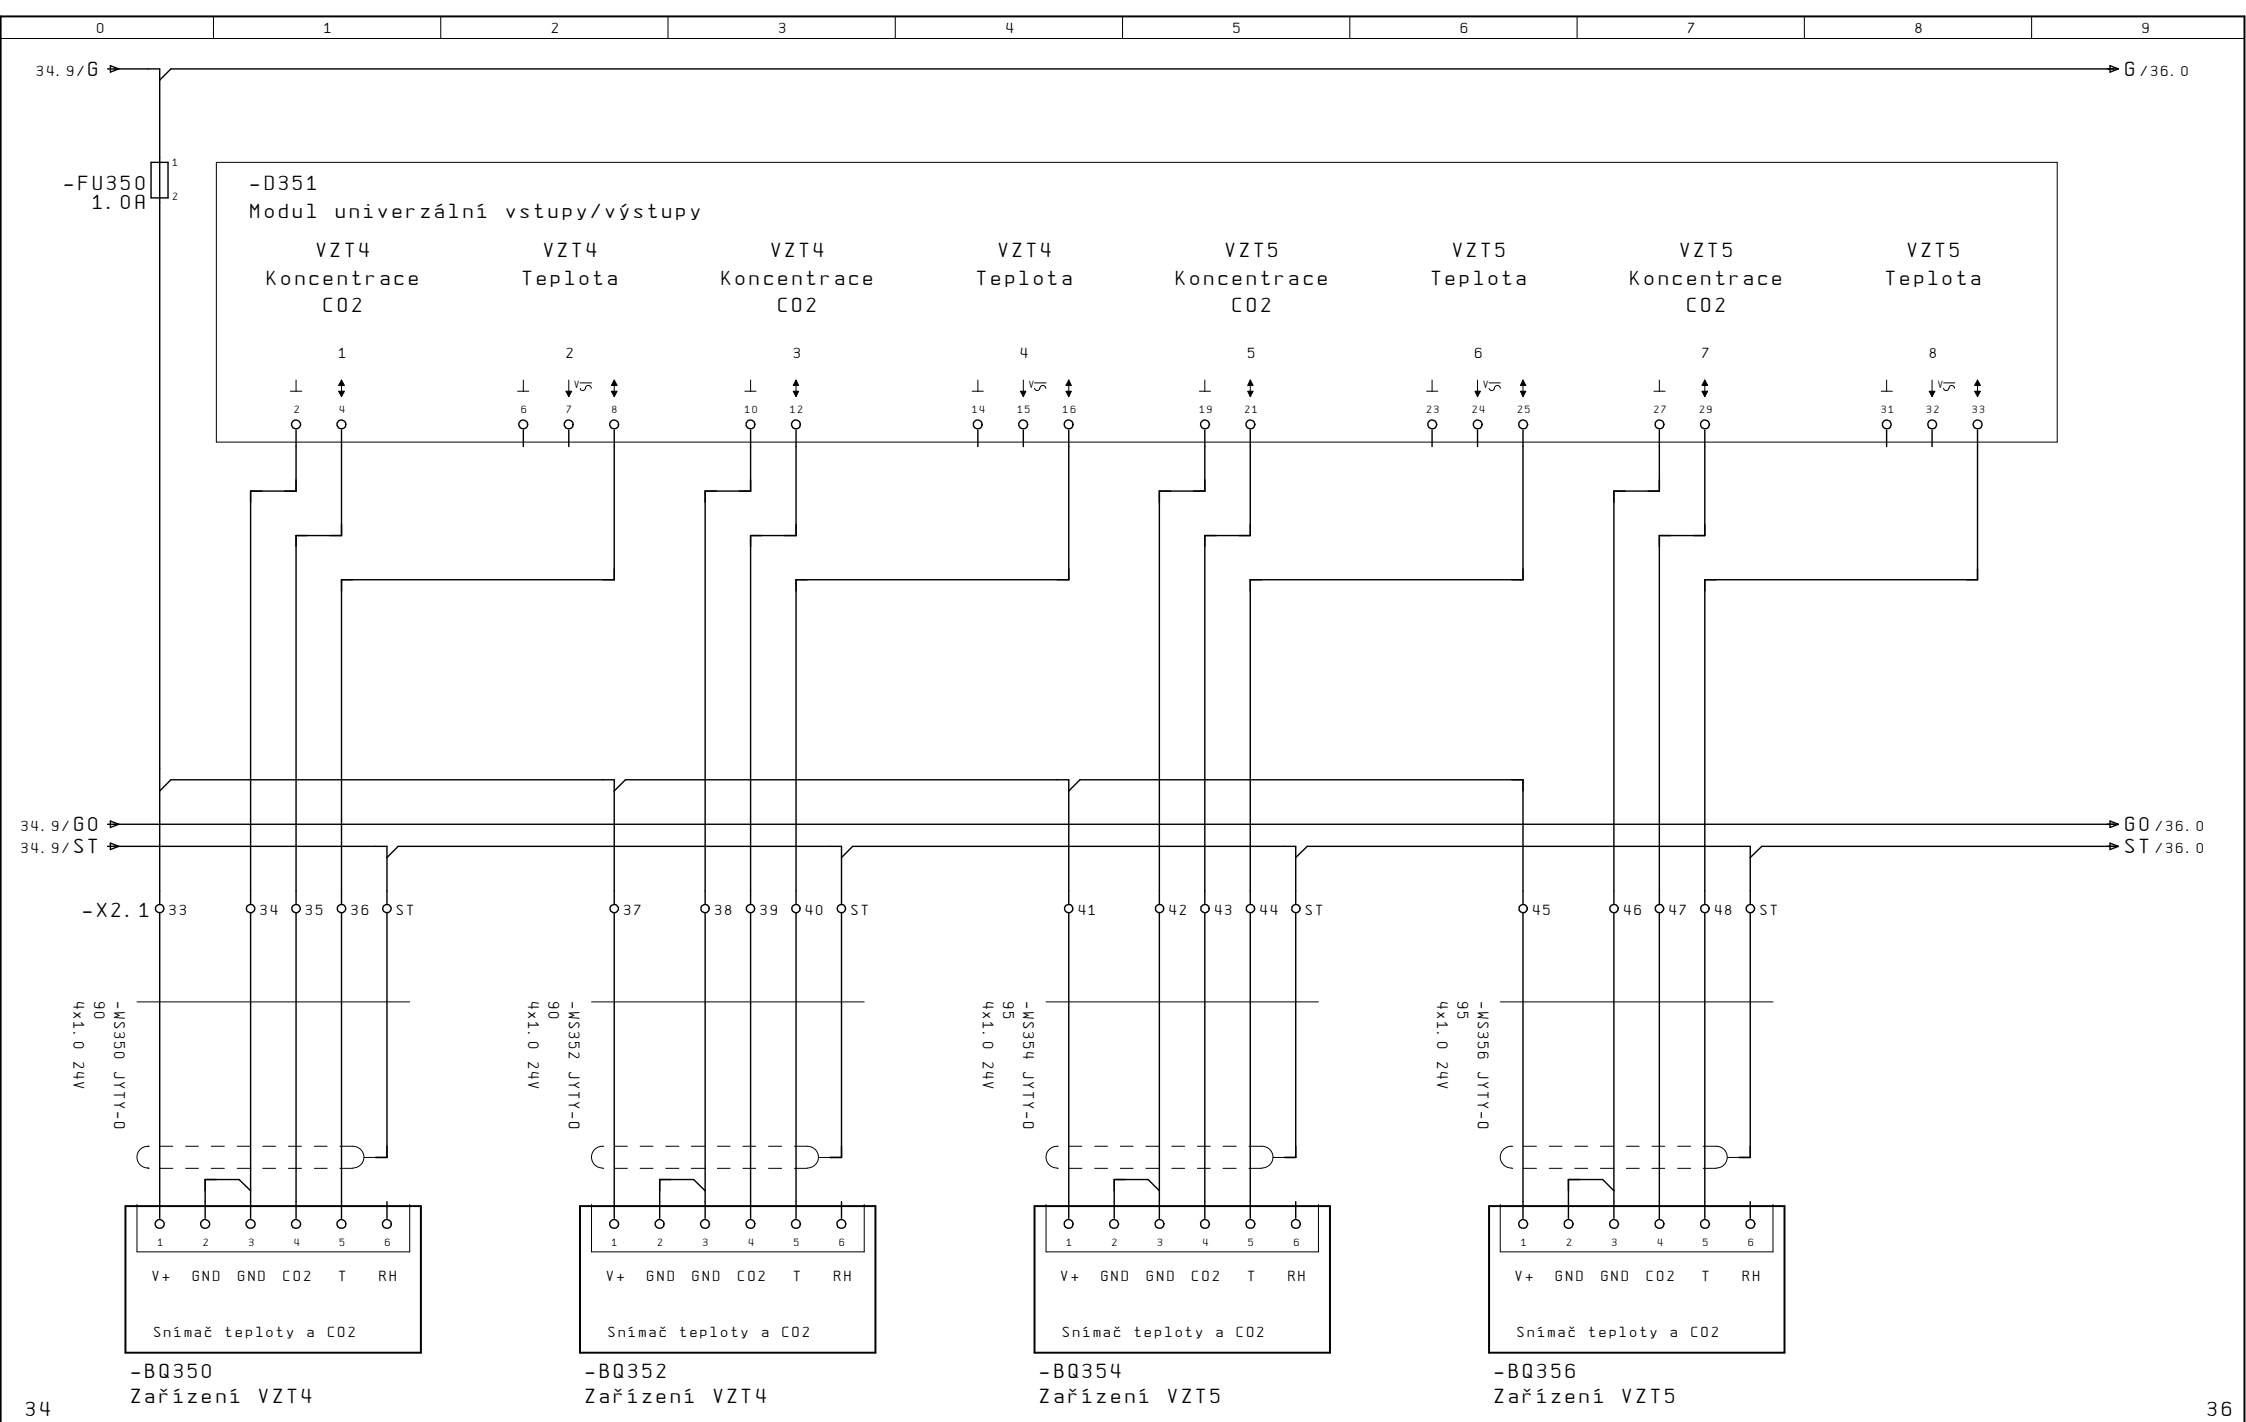 0 1 2 3 4 5 6 7 8 9
34.9/G G/36.0
-FU350 1 2
1.0A
-D351
Modul univerzální vstupy/výstupy
VZT4 VZT4 VZT4 VZT4 VZT5 VZT5 VZT5 VZT5
Koncentrace Teplota Koncentrace Teplota Koncentrace Teplota Koncentrace Teplota
CO2 CO2 CO2 CO2
1 2 3 4 5 6 7 8
2 4 6 7 8 10 12 14 15 16 19 21 23 24 25 27 29 31 32 33
34.9/G0 G0/36.0
34.9/ST ST/36.0
-X2.1 33 34 35 36 ST 37 38 39 40 ST 41 42 43 44 ST 45 46 47 48 ST
-WS350 JYTY-O
90
4x1.0 24V
-WS352 JYTY-O
90
4x1.0 24V
-WS354 JYTY-O
95
4x1.0 24V
-WS356 JYTY-O
95
4x1.0 24V
1 2 3 4 5 6 1 2 3 4 5 6 1 2 3 4 5 6 1 2 3 4 5 6
V+ GND GND CO2 T RH V+ GND GND CO2 T RH V+ GND GND CO2 T RH V+ GND GND CO2 T RH
Snímač teploty a CO2 Snímač teploty a CO2 Snímač teploty a CO2 Snímač teploty a CO2
-BQ350 -BQ352 -BQ354 -BQ356
Zařízení VZT4 Zařízení VZT4 Zařízení VZT5 Zařízení VZT5
34 36